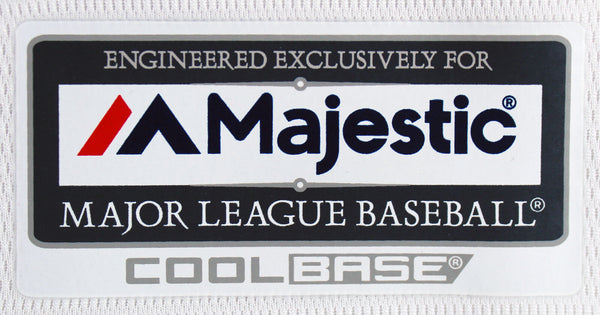 ENGINEERED EXCLUSIVELY FOR
Majestic®
MAJOR LEAGUE BASEBALL®
COOLBASE®